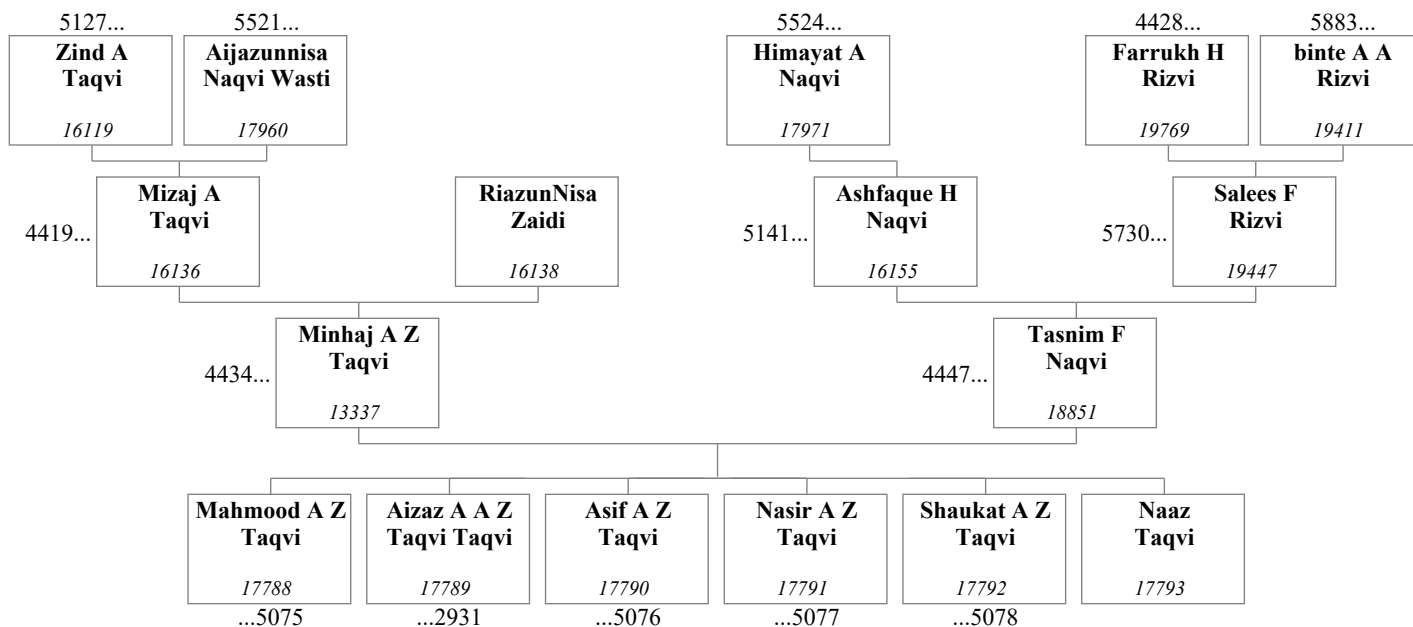 5127... 5521... 5524... 4428... 5883...
Zind A Aijazunnisa Himayat A Farrukh H binte A A
Taqvi Naqvi Wasti Naqvi Rizvi Rizvi
16119 17960 17971 19769 19411
Mizaj A RiazunNisa Ashfaque H Salees F
Taqvi Zaidi Naqvi Rizvi
4419... 5141... 5730...
16136 16138 16155 19447
Minhaj A Z Tasnim F
Taqvi Naqvi
4434... 4447...
13337 18851
Mahmood A Z Aizaz A A Z Asif A Z Nasir A Z Shaukat A Z Naaz
Taqvi Taqvi Taqvi Taqvi Taqvi Taqvi Taqvi
17788 17789 17790 17791 17792 17793
...5075 ...2931 ...5076 ...5077 ...5078